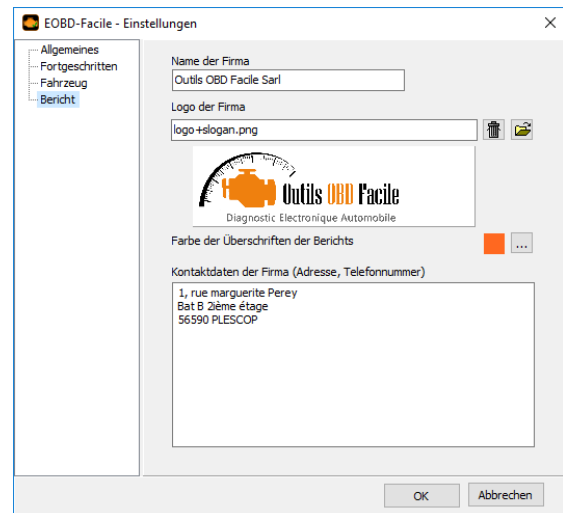 EOBD-Facile - Einstellungen
Allgemeines
Fortgeschritten
Fahrzeug
Bericht
Name der Firma
Outils OBD Facile Sarl
Logo der Firma
logo+slogan.png
Outils OBD Facile
Diagnostic Electronique Automobile
Farbe der Überschriften der Berichts
...
Kontaktdaten der Firma (Adresse, Telefonnummer)
1, rue marguerite Perey
Bat B 2ième étage
56590 PLESCOP
OK
Abbrechen